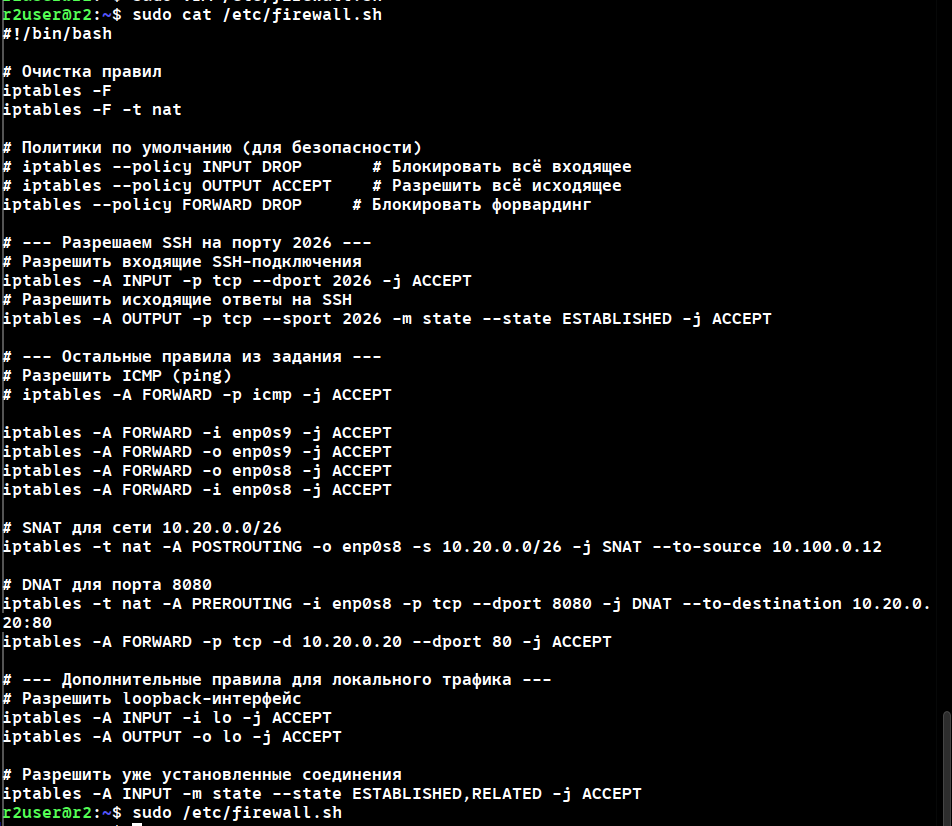 r2user@r2:~$ sudo cat /etc/firewall.sh
#!/bin/bash

# Очистка правил
iptables -F
iptables -F -t nat

# Политики по умолчанию (для безопасности)
# iptables --policy INPUT DROP       # Блокировать всё входящее
# iptables --policy OUTPUT ACCEPT    # Разрешить всё исходящее
iptables --policy FORWARD DROP     # Блокировать форвардинг

# --- Разрешаем SSH на порту 2026 ---
# Разрешить входящие SSH-подключения
iptables -A INPUT -p tcp --dport 2026 -j ACCEPT
# Разрешить исходящие ответы на SSH
iptables -A OUTPUT -p tcp --sport 2026 -m state --state ESTABLISHED -j ACCEPT

# --- Остальные правила из задания ---
# Разрешить ICMP (ping)
# iptables -A FORWARD -p icmp -j ACCEPT

iptables -A FORWARD -i enp0s9 -j ACCEPT
iptables -A FORWARD -o enp0s9 -j ACCEPT
iptables -A FORWARD -o enp0s8 -j ACCEPT
iptables -A FORWARD -i enp0s8 -j ACCEPT

# SNAT для сети 10.20.0.0/26
iptables -t nat -A POSTROUTING -o enp0s8 -s 10.20.0.0/26 -j SNAT --to-source 10.100.0.12

# DNAT для порта 8080
iptables -t nat -A PREROUTING -i enp0s8 -p tcp --dport 8080 -j DNAT --to-destination 10.20.0.
20:80
iptables -A FORWARD -p tcp -d 10.20.0.20 --dport 80 -j ACCEPT

# --- Дополнительные правила для локального трафика ---
# Разрешить loopback-интерфейс
iptables -A INPUT -i lo -j ACCEPT
iptables -A OUTPUT -o lo -j ACCEPT

# Разрешить уже установленные соединения
iptables -A INPUT -m state --state ESTABLISHED,RELATED -j ACCEPT
r2user@r2:~$ sudo /etc/firewall.sh